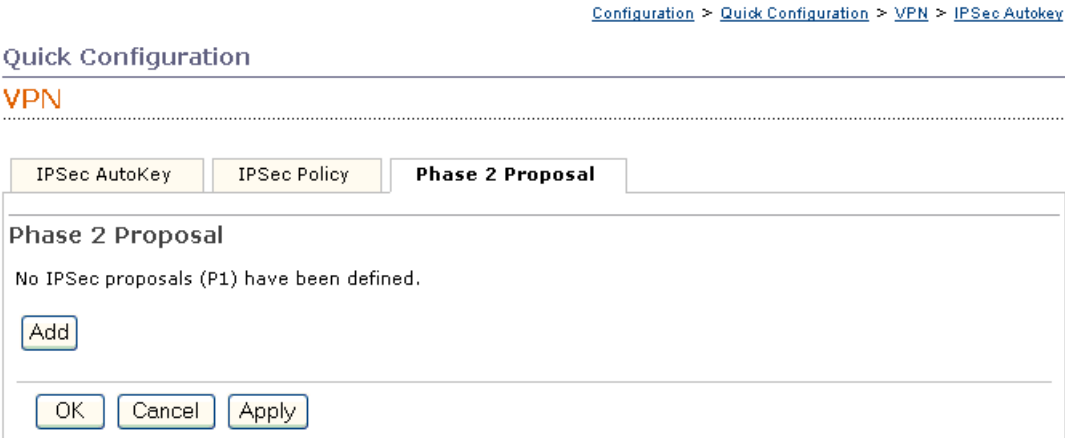 Configuration > Quick Configuration > VPN > IPSec Autokey
Quick Configuration
VPN
IPSec AutoKey IPSec Policy Phase 2 Proposal
Phase 2 Proposal
No IPSec proposals (P1) have been defined.
Add
OK Cancel Apply